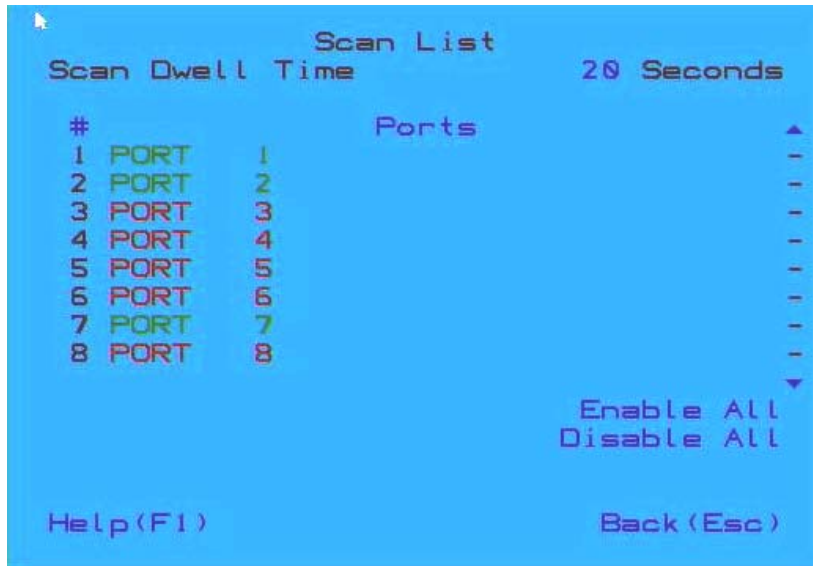 Scan List
Scan Dwell Time 20 Seconds
# Ports
1 PORT 1 -
2 PORT 2 -
3 PORT 3 -
4 PORT 4 -
5 PORT 5 -
6 PORT 6 -
7 PORT 7 -
8 PORT 8 -
Enable All
Disable All
Help(F1) Back(Esc)